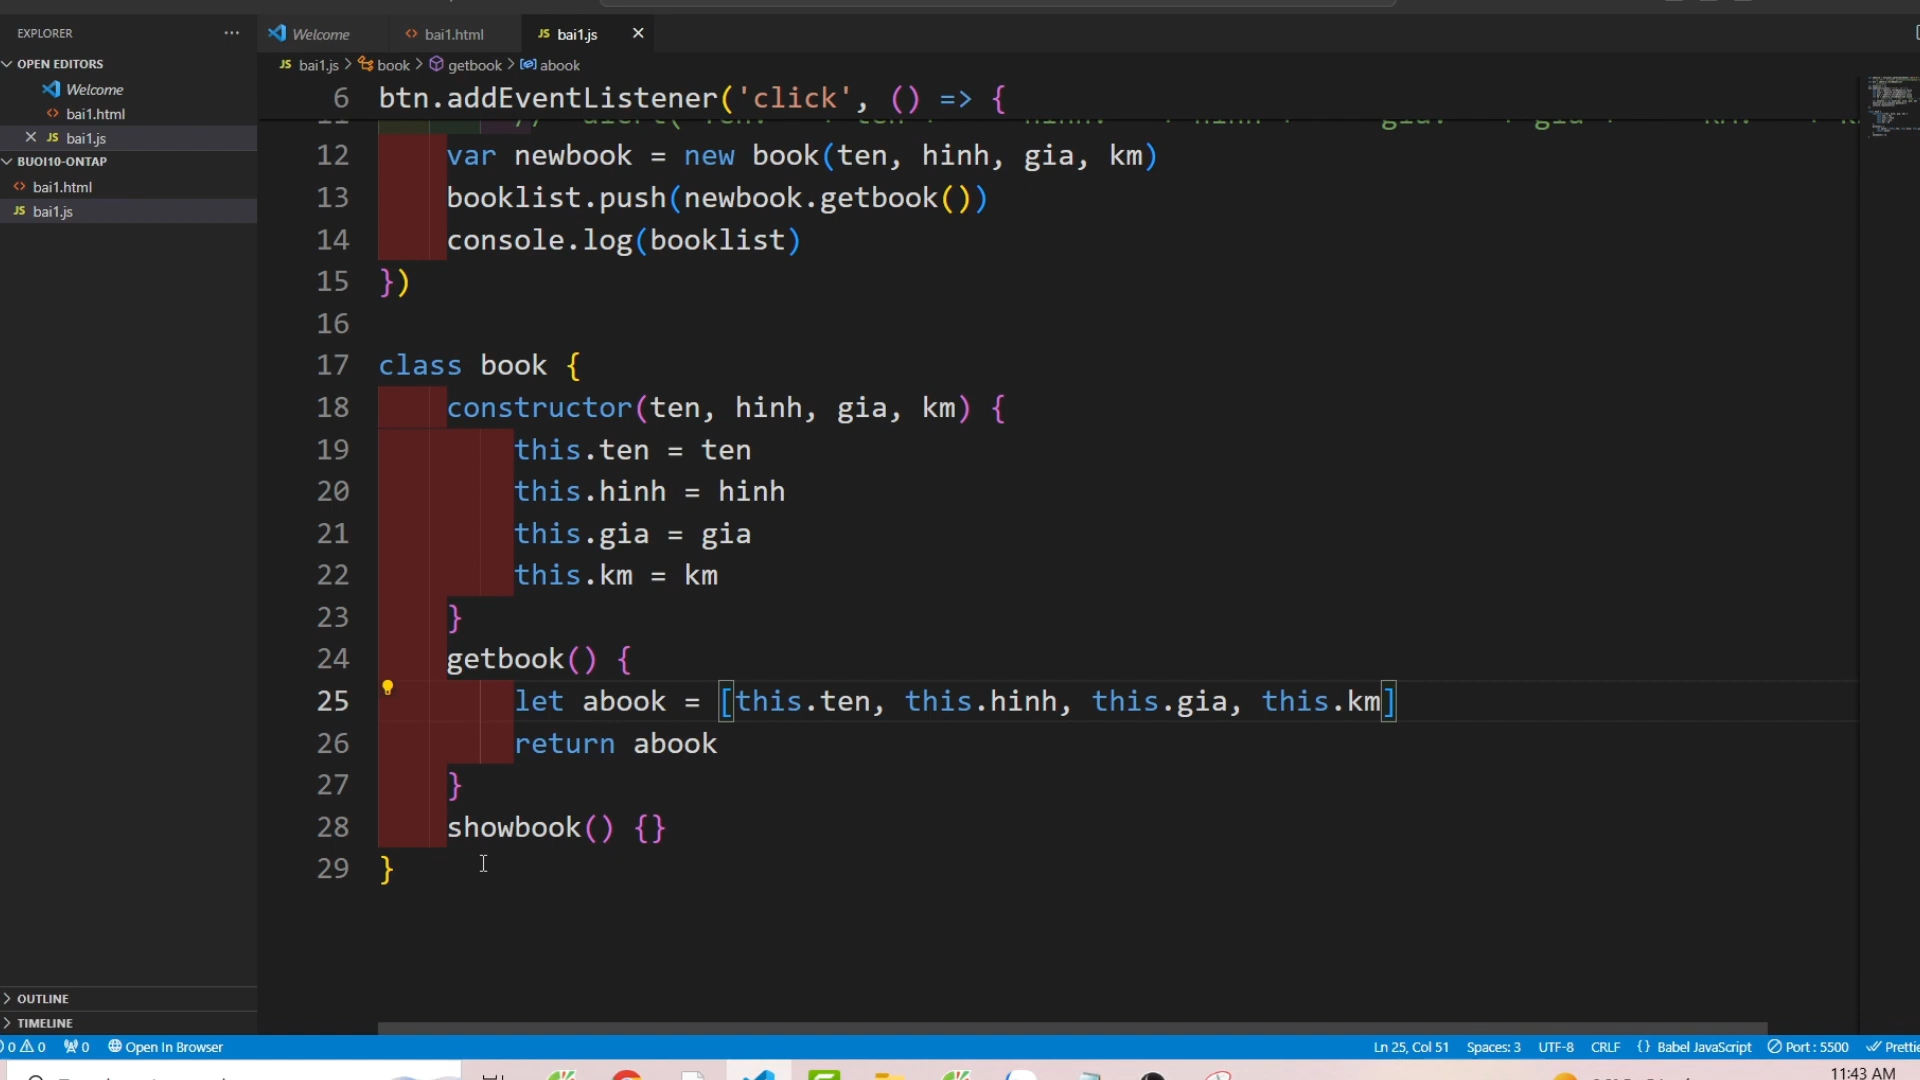 EXPLORER
Welcome
bai1.html
JS bai1.js
OPEN EDITORS
JS bai1.js > book > getbook > abook
Welcome
bai1.html
JS bai1.js
BUOI10-ONTAP
bai1.html
JS bai1.js
6 btn.addEventListener('click', () => {
12 var newbook = new book(ten, hinh, gia, km)
13 booklist.push(newbook.getbook())
14 console.log(booklist)
15 })
16
17 class book {
18 constructor(ten, hinh, gia, km) {
19 this.ten = ten
20 this.hinh = hinh
21 this.gia = gia
22 this.km = km
23 }
24 getbook() {
25 let abook = [this.ten, this.hinh, this.gia, this.km]
26 return abook
27 }
28 showbook() {}
29 }
OUTLINE
TIMELINE
0 0 0 Open In Browser Ln 25, Col 51 Spaces: 3 UTF-8 CRLF {} Babel JavaScript Port : 5500
11:43 AM